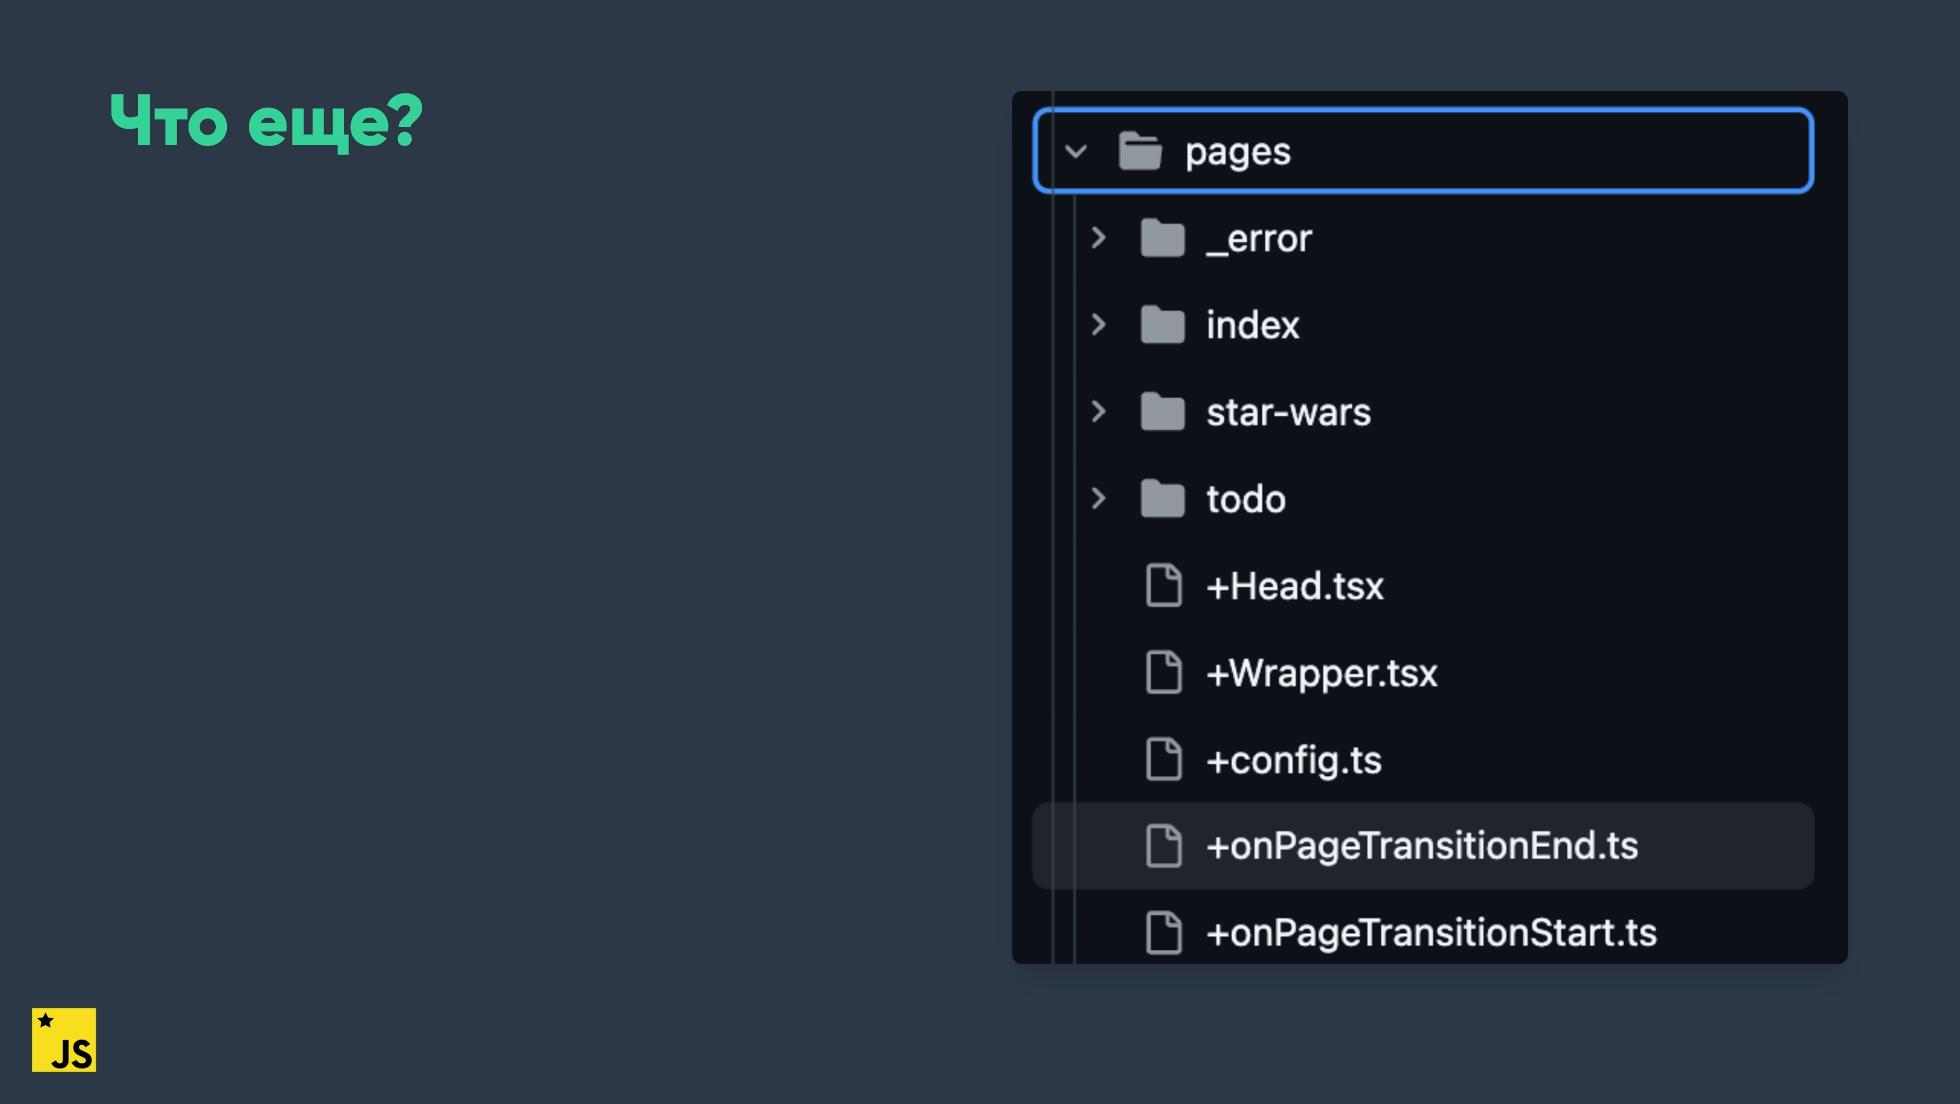 Что еще?
pages
_error
index
star-wars
todo
+Head.tsx
+Wrapper.tsx
+config.ts
+onPageTransitionEnd.ts
+onPageTransitionStart.ts
JS